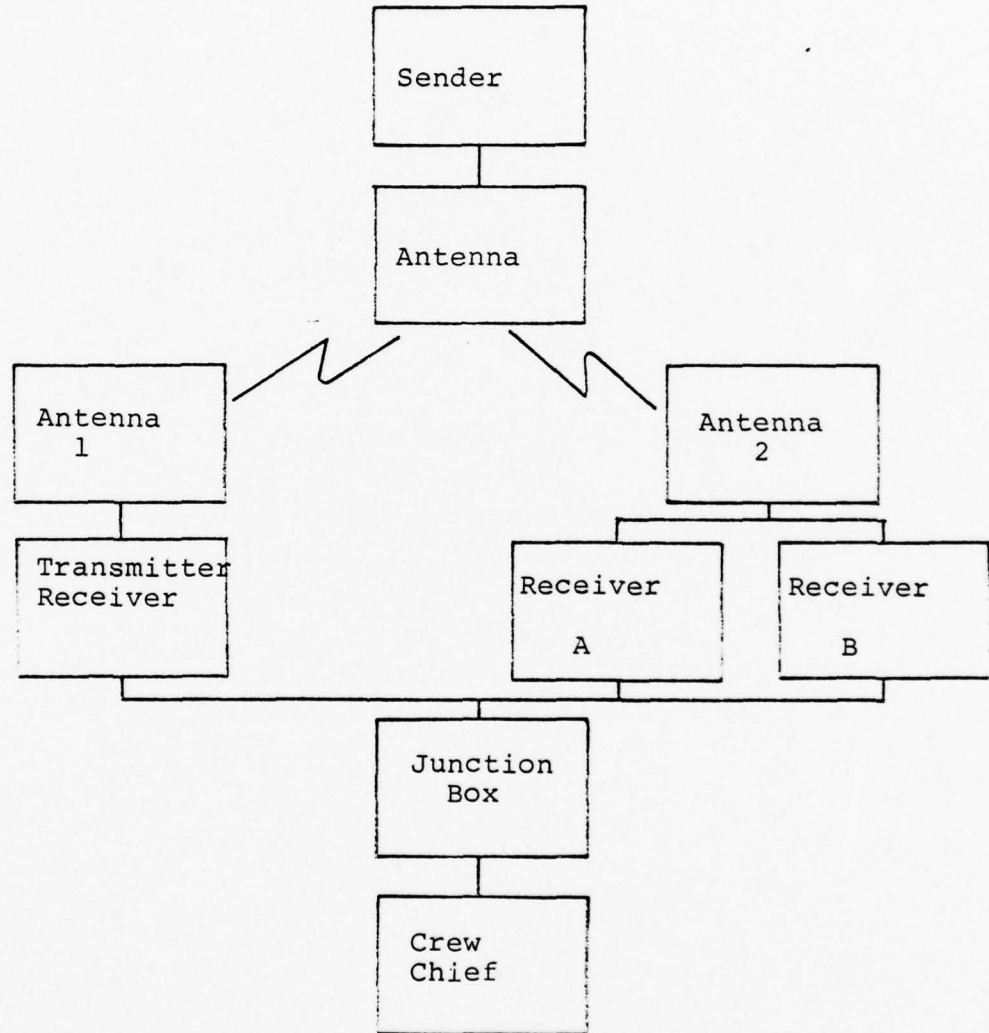 Sender
Antenna
Antenna
1
Antenna
2
Transmitter
Receiver
Receiver
A
Receiver
B
Junction
Box
Crew
Chief